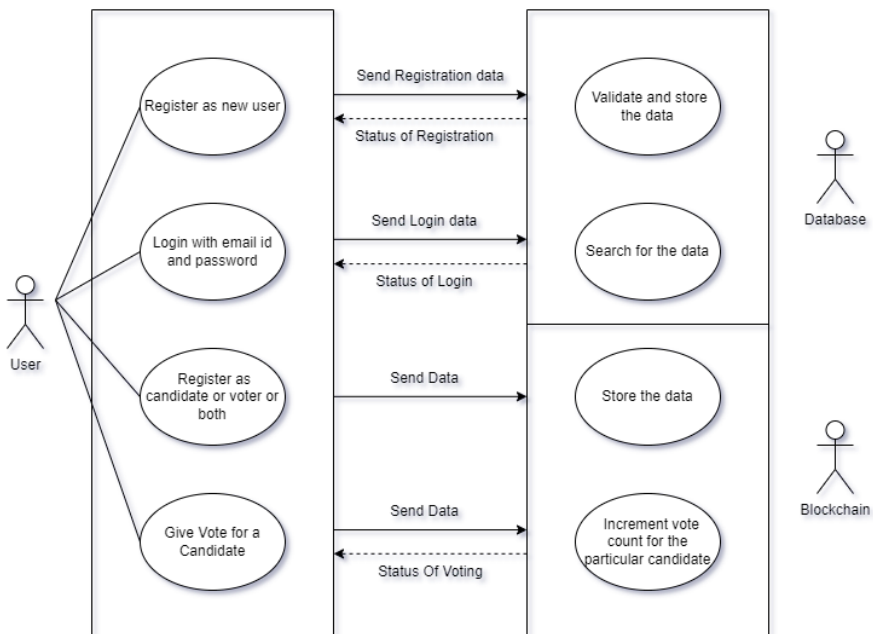 Send Registration data
Register as new user
Validate and store
the data
Status of Registration
Database
Send Login data
Login with email id
and password
Search for the data
Status of Login
User
Send Data
Register as
candidate or voter or
both
Store the data
Blockchain
Send Data
Give Vote for a
Candidate
Increment vote
count for the
particular candidate
Status Of Voting